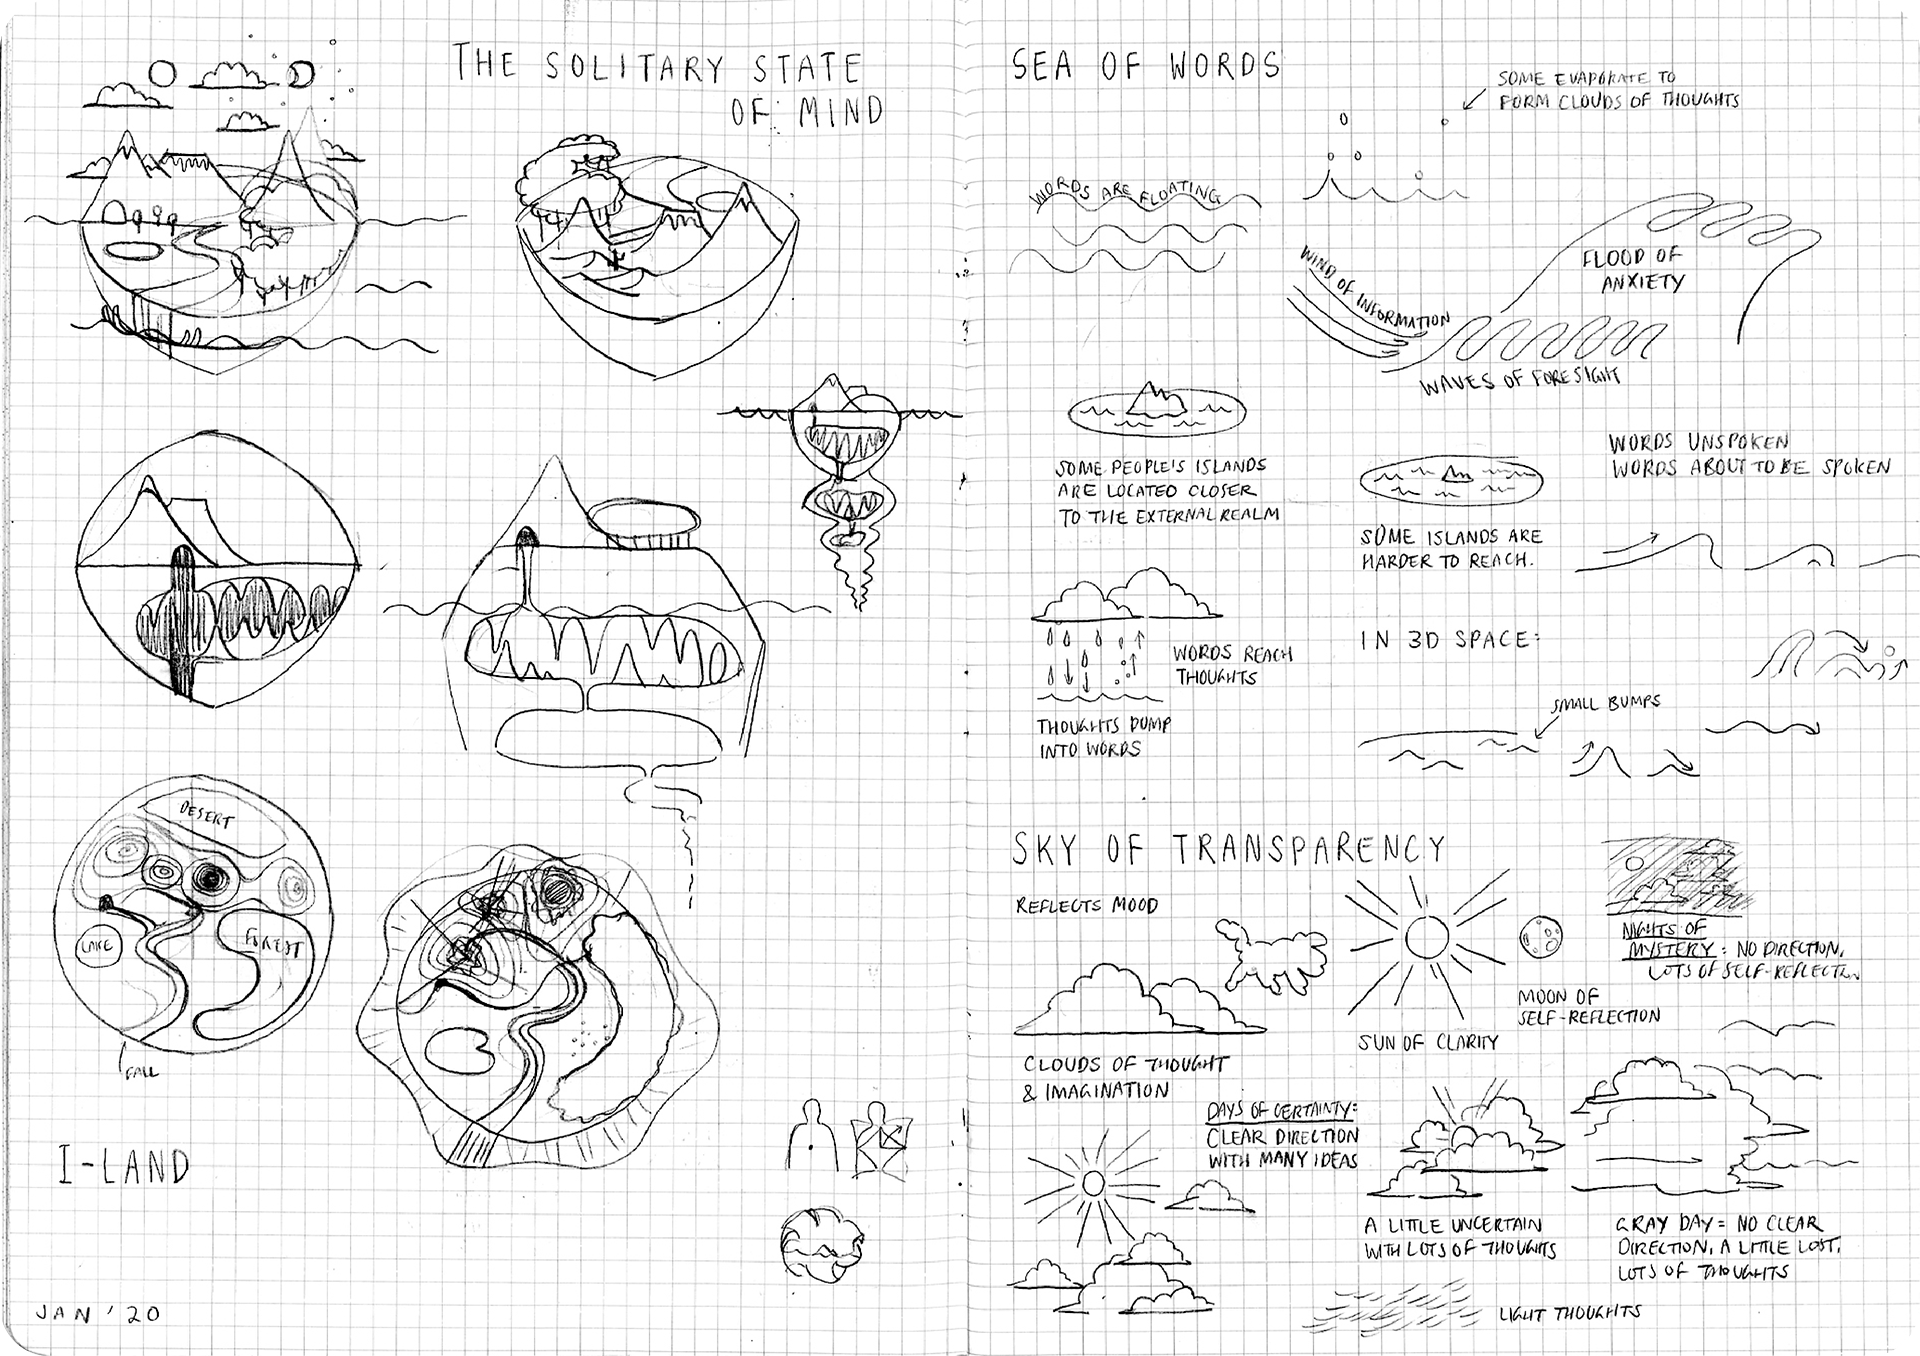 THE SOLITARY STATE
OF MIND
DESERT
LAKE
FOREST
FALL
I-LAND
JAN '20
SEA OF WORDS
SOME EVAPORATE TO
FORM CLOUDS OF THOUGHTS
WORDS ARE FLOATING
WIND OF INFORMATION
FLOOD OF
ANXIETY
WAVES OF FORESIGHT
SOME PEOPLE'S ISLANDS
ARE LOCATED CLOSER
TO THE EXTERNAL REALM
WORDS UNSPOKEN
WORDS ABOUT TO BE SPOKEN
SOME ISLANDS ARE
HARDER TO REACH.
WORDS REACH
THOUGHTS
THOUGHTS DUMP
INTO WORDS
IN 3D SPACE:
SMALL BUMPS
SKY OF TRANSPARENCY
REFLECTS MOOD
CLOUDS OF THOUGHT
& IMAGINATION
SUN OF CLARITY
MOON OF
SELF-REFLECTION
NIGHTS OF
MYSTERY: NO DIRECTION,
LOTS OF SELF-REFLECTN.
DAYS OF CERTAINTY:
CLEAR DIRECTION
WITH MANY IDEAS
A LITTLE UNCERTAIN
WITH LOTS OF THOUGHTS
GRAY DAY = NO CLEAR
DIRECTION, A LITTLE LOST,
LOTS OF THOUGHTS
LIGHT THOUGHTS